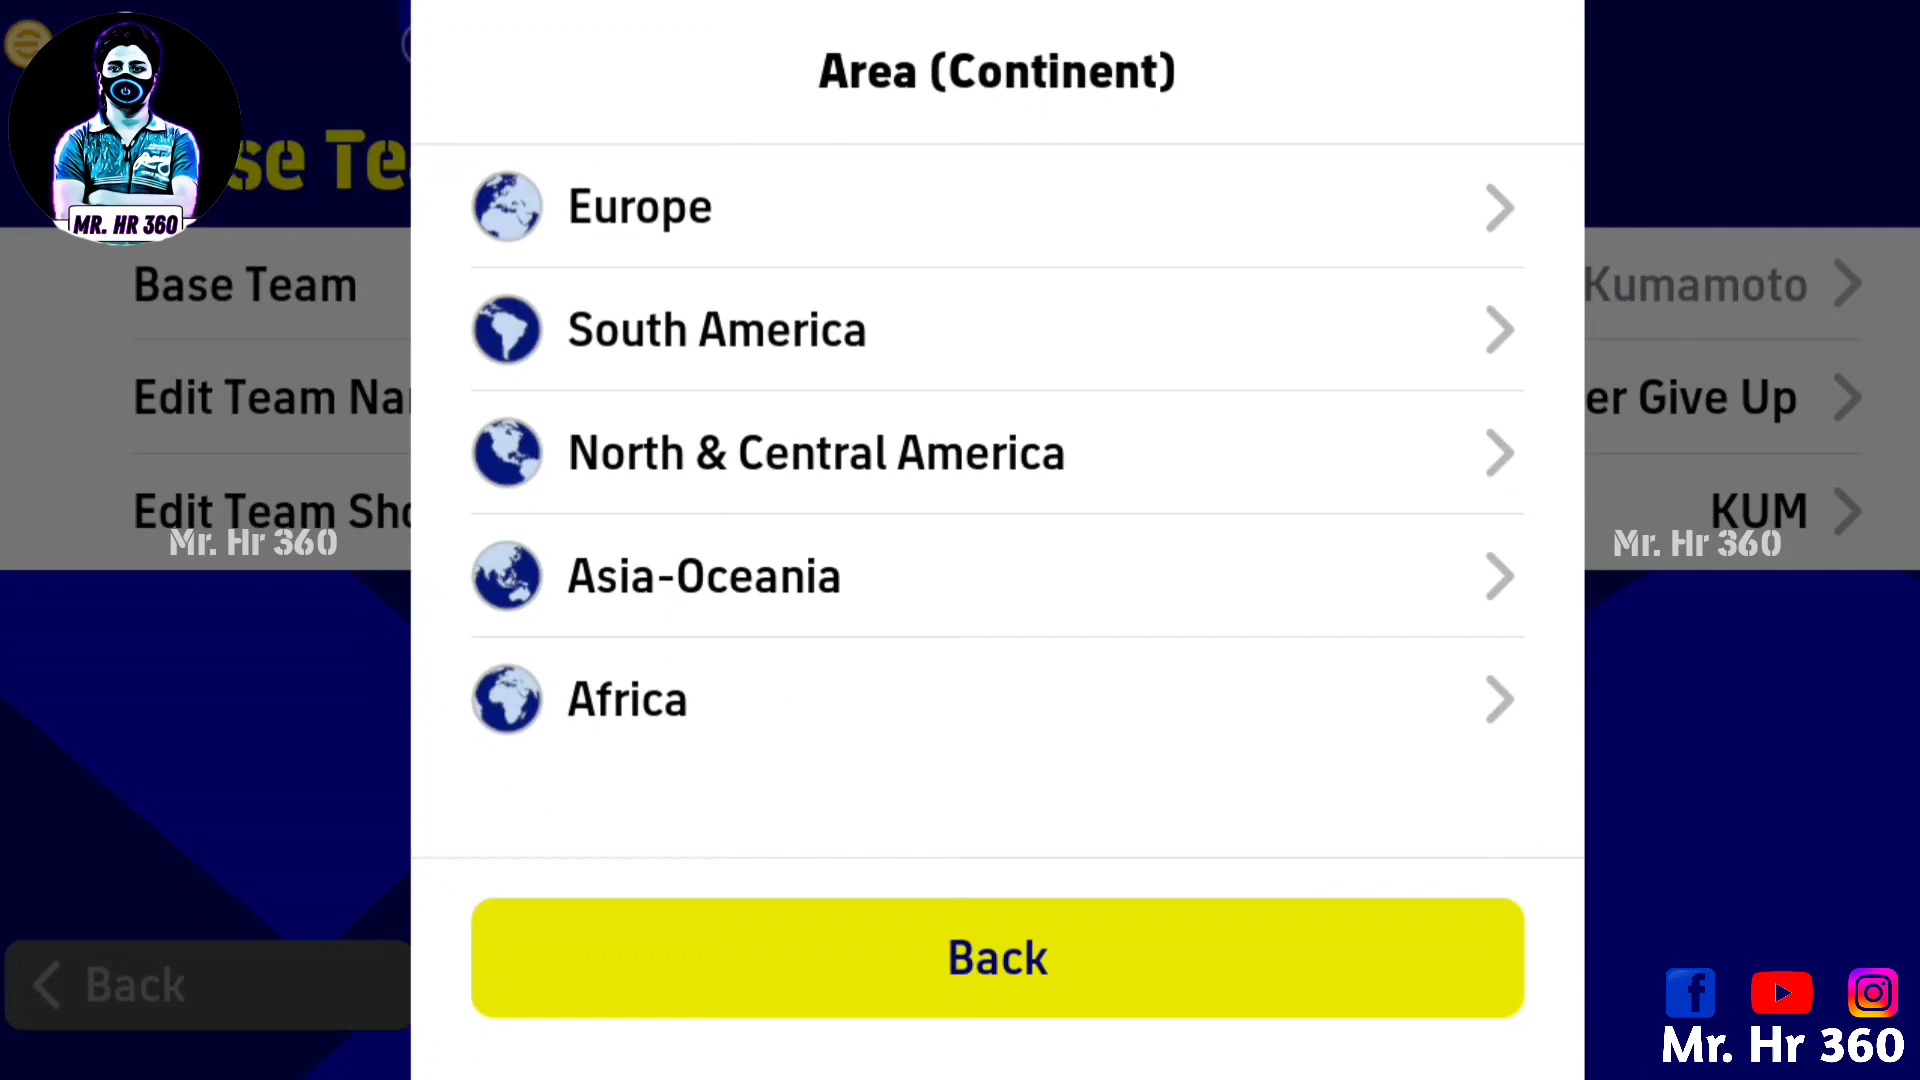 Area (Continent)
MR. HR 360
se Te
Europe
South America
North & Central America
Asia-Oceania
Africa
Back
Base Team
Kumamoto
Edit Team Na
er Give Up
Edit Team Sho
KUM
Mr. Hr 360
Mr. Hr 360
Back
Mr. Hr 360